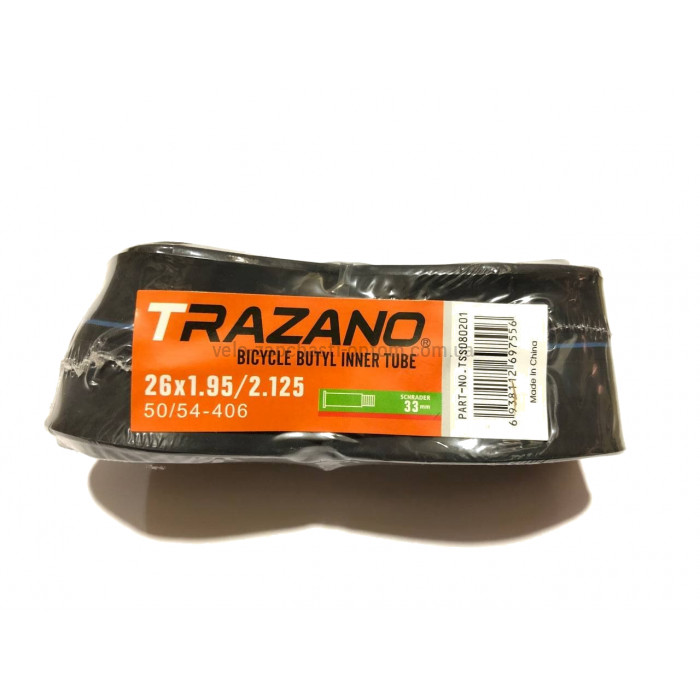 TRAZANO®
BICYCLE BUTYL INNER TUBE
26x1.95/2.125
50/54-406
SCHRADER
33mm
PART-NO.TSS080201
6938112697556
Made in China